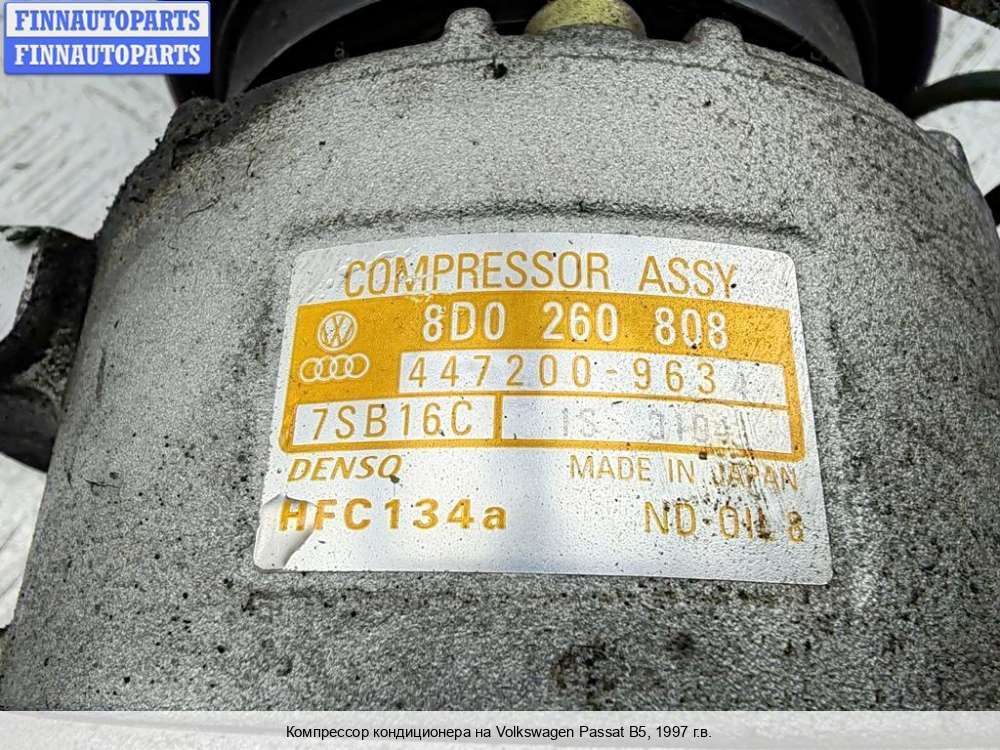 FINNAUTOPARTS
FINNAUTOPARTS
COMPRESSOR ASSY
8D0 260 808
447200-963
7SB16C
DENSO MADE IN JAPAN
HFC134a ND-OIL 8
Компрессор кондиционера на Volkswagen Passat B5, 1997 г.в.